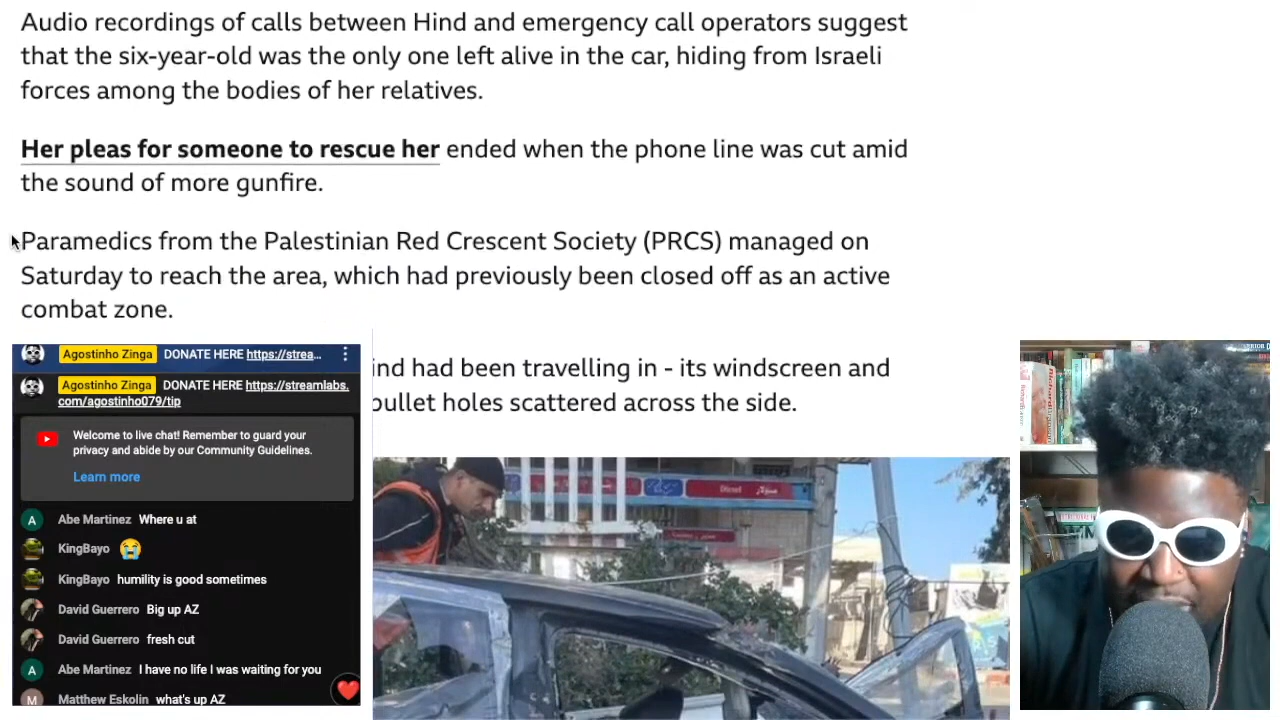 Audio recordings of calls between Hind and emergency call operators suggest
that the six-year-old was the only one left alive in the car, hiding from Israeli
forces among the bodies of her relatives.
Her pleas for someone to rescue her ended when the phone line was cut amid
the sound of more gunfire.
Paramedics from the Palestinian Red Crescent Society (PRCS) managed on
Saturday to reach the area, which had previously been closed off as an active
combat zone.
ind had been travelling in - its windscreen and
bullet holes scattered across the side.
Agostinho Zinga DONATE HERE https://strea...
Agostinho Zinga DONATE HERE https://streamlabs.
com/agostinho079/tip
Welcome to live chat! Remember to guard your
privacy and abide by our Community Guidelines.
Learn more
A Abe Martinez Where u at
KingBayo
KingBayo humility is good sometimes
David Guerrero Big up AZ
David Guerrero fresh cut
A Abe Martinez I have no life I was waiting for you
M Matthew Eskolin what's up AZ
Diesel